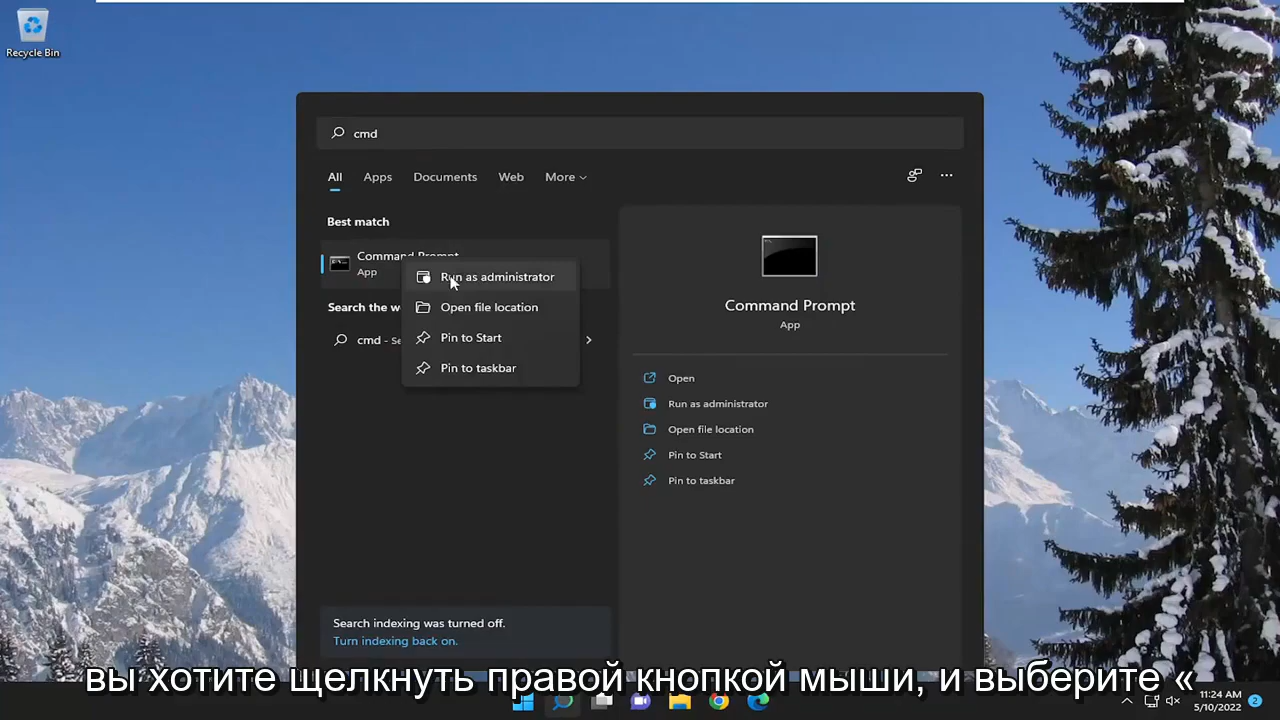 Recycle Bin
cmd
All Apps Documents Web More
Best match
Command Prompt
App
Run as administrator
Open file location
Pin to Start
Pin to taskbar
Search the
cmd -
Command Prompt
App
Open
Run as administrator
Open file location
Pin to Start
Pin to taskbar
Search indexing was turned off.
Turn indexing back on.
вы хотите щелкнуть правой кнопкой мыши, и выберите «
11:24 AM
5/10/2022
2